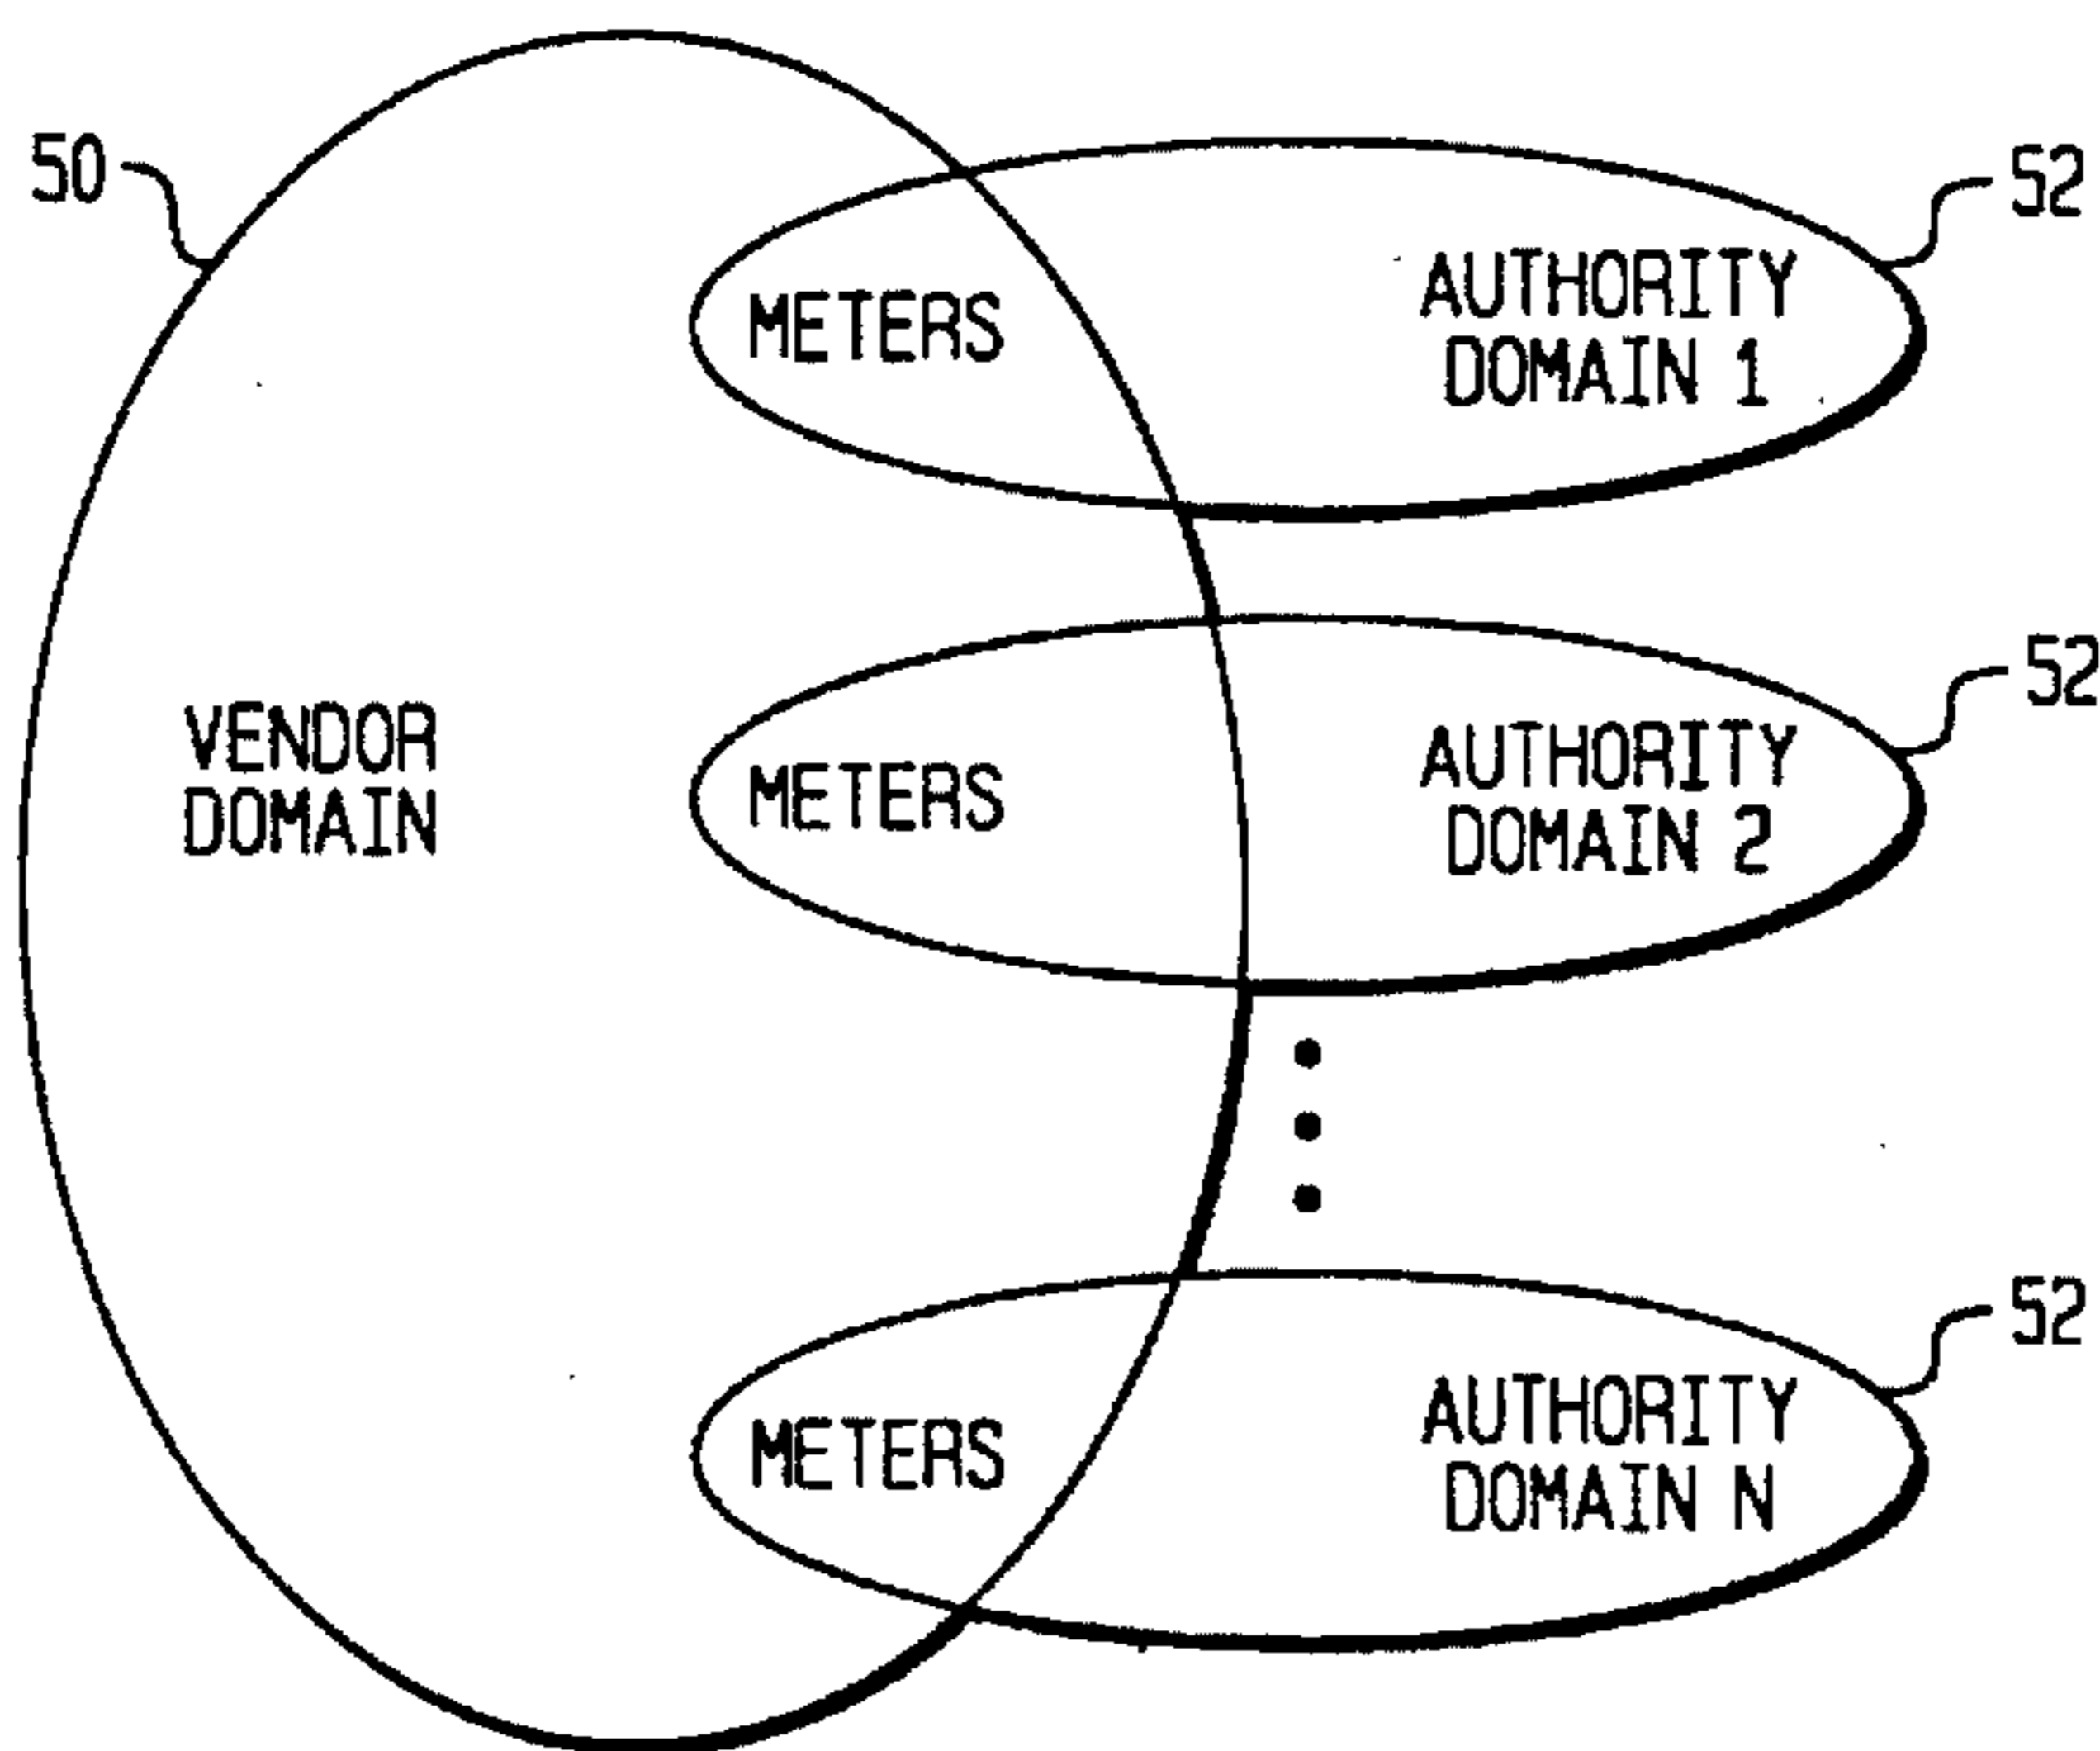 50
52
METERS
AUTHORITY
DOMAIN 1
52
VENDOR
DOMAIN
METERS
AUTHORITY
DOMAIN 2
52
METERS
AUTHORITY
DOMAIN N